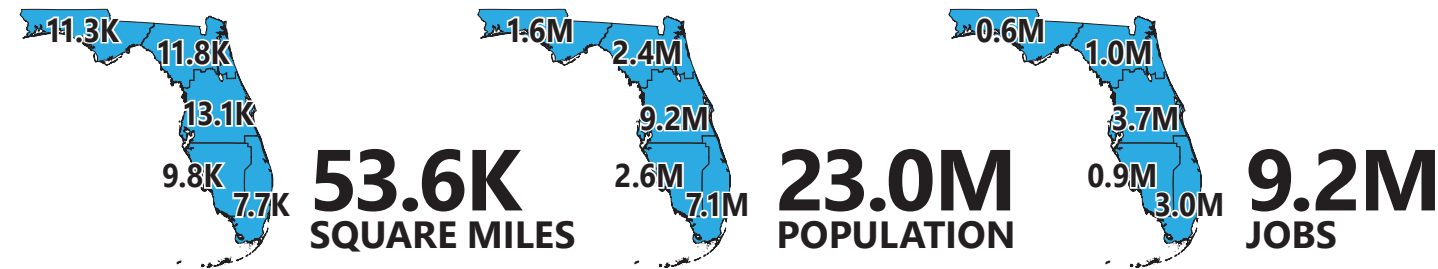 11.3K
11.8K
13.1K
9.8K
7.7K
53.6K
SQUARE MILES
1.6M
2.4M
9.2M
2.6M
7.1M
23.0M
POPULATION
0.6M
1.0M
3.7M
0.9M
3.0M
9.2M
JOBS